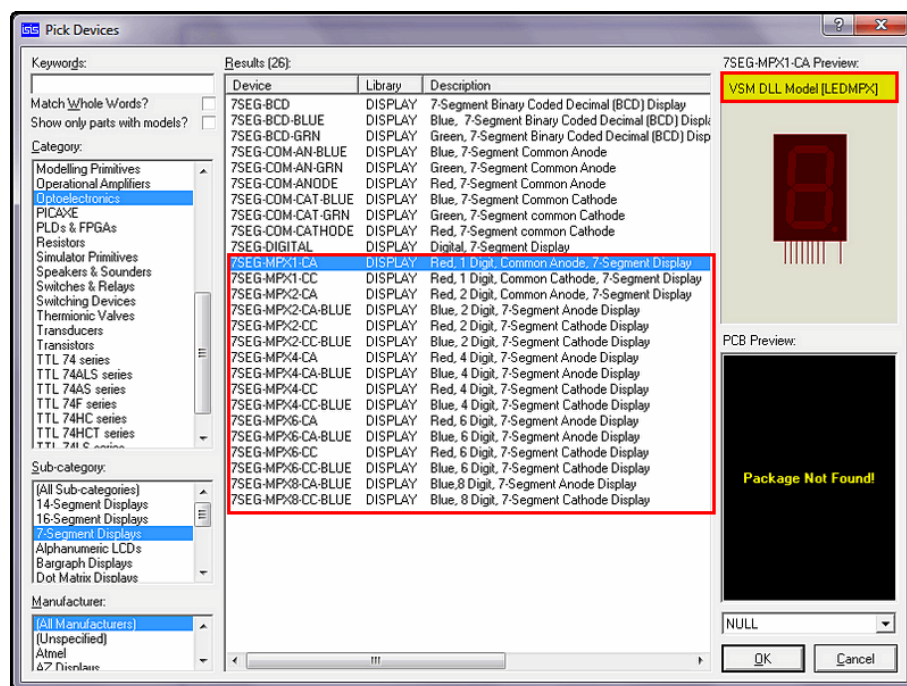 isis Pick Devices
?
Keywords:
Match Whole Words?
Show only parts with models?
Category:
Modelling Primitives
Operational Amplifiers
Optoelectronics
PICAXE
PLDs & FPGAs
Resistors
Simulator Primitives
Speakers & Sounders
Switches & Relays
Switching Devices
Thermionic Valves
Transducers
Transistors
TTL 74 series
TTL 74ALS series
TTL 74AS series
TTL 74F series
TTL 74HC series
TTL 74HCT series
TTL 74LS series
Sub-category:
(All Sub-categories)
14-Segment Displays
16-Segment Displays
7-Segment Displays
Alphanumeric LCDs
Bargraph Displays
Dot Matrix Displays
Manufacturer:
(All Manufacturers)
(Unspecified)
Atmel
AZ Displays
Results (26):
Device Library Description
7SEG-BCD DISPLAY 7-Segment Binary Coded Decimal (BCD) Display
7SEG-BCD-BLUE DISPLAY Blue, 7-Segment Binary Coded Decimal (BCD) Displa
7SEG-BCD-GRN DISPLAY Green, 7-Segment Binary Coded Decimal (BCD) Disp
7SEG-COM-AN-BLUE DISPLAY Blue, 7-Segment Common Anode
7SEG-COM-AN-GRN DISPLAY Green, 7-Segment Common Anode
7SEG-COM-ANODE DISPLAY Red, 7-Segment Common Anode
7SEG-COM-CAT-BLUE DISPLAY Blue, 7-Segment Common Cathode
7SEG-COM-CAT-GRN DISPLAY Green, 7-Segment common Cathode
7SEG-COM-CATHODE DISPLAY Red, 7-Segment common Cathode
7SEG-DIGITAL DISPLAY Digital, 7-Segment Display
7SEG-MPX1-CA DISPLAY Red, 1 Digit, Common Anode, 7-Segment Display
7SEG-MPX1-CC DISPLAY Red, 1 Digit, Common Cathode, 7-Segment Display
7SEG-MPX2-CA DISPLAY Red, 2 Digit, Common Anode, 7-Segment Display
7SEG-MPX2-CA-BLUE DISPLAY Blue, 2 Digit, 7-Segment Anode Display
7SEG-MPX2-CC DISPLAY Red, 2 Digit, 7-Segment Cathode Display
7SEG-MPX2-CC-BLUE DISPLAY Blue, 2 Digit, 7-Segment Cathode Display
7SEG-MPX4-CA DISPLAY Red, 4 Digit, 7-Segment Anode Display
7SEG-MPX4-CA-BLUE DISPLAY Blue, 4 Digit, 7-Segment Anode Display
7SEG-MPX4-CC DISPLAY Red, 4 Digit, 7-Segment Cathode Display
7SEG-MPX4-CC-BLUE DISPLAY Blue, 4 Digit, 7-Segment Cathode Display
7SEG-MPX6-CA DISPLAY Red, 6 Digit, 7-Segment Anode Display
7SEG-MPX6-CA-BLUE DISPLAY Blue, 6 Digit, 7-Segment Anode Display
7SEG-MPX6-CC DISPLAY Red, 6 Digit, 7-Segment Cathode Display
7SEG-MPX6-CC-BLUE DISPLAY Blue, 6 Digit, 7-Segment Cathode Display
7SEG-MPX8-CA-BLUE DISPLAY Blue,8 Digit, 7-Segment Anode Display
7SEG-MPX8-CC-BLUE DISPLAY Blue, 8 Digit, 7-Segment Cathode Display
7SEG-MPX1-CA Preview:
VSM DLL Model [LEDMPX]
PCB Preview:
Package Not Found!
NULL
OK Cancel